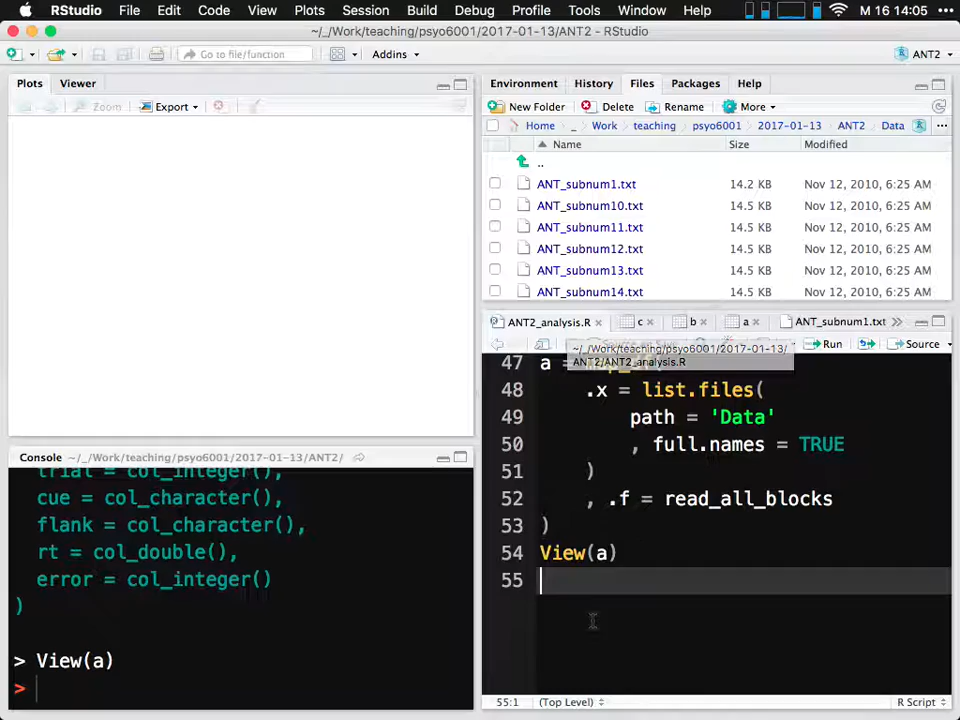 RStudio File Edit Code View Plots Session Build Debug Profile Tools Window Help M 16 14:05
~/_/Work/teaching/psyo6001/2017-01-13/ANT2 - RStudio
Go to file/function Addins ANT2
Plots Viewer
Zoom Export
Environment History Files Packages Help
New Folder Delete Rename More
Home _ Work teaching psyo6001 2017-01-13 ANT2 Data ...
Name Size Modified
..
ANT_subnum1.txt 14.2 KB Nov 12, 2010, 6:25 AM
ANT_subnum10.txt 14.5 KB Nov 12, 2010, 6:25 AM
ANT_subnum11.txt 14.5 KB Nov 12, 2010, 6:25 AM
ANT_subnum12.txt 14.5 KB Nov 12, 2010, 6:25 AM
ANT_subnum13.txt 14.5 KB Nov 12, 2010, 6:25 AM
ANT_subnum14.txt 14.5 KB Nov 12, 2010, 6:25 AM
Console ~/_/Work/teaching/psyo6001/2017-01-13/ANT2/
trial = col_integer(),
cue = col_character(),
flank = col_character(),
rt = col_double(),
error = col_integer()
)
> View(a)
>
ANT2_analysis.R c b a ANT_subnum1.txt
Run Source
~/_/Work/teaching/psyo6001/2017-01-13/
ANT2/ANT2_analysis.R
47 a =
48 .x = list.files(
49 path = 'Data'
50 , full.names = TRUE
51 )
52 , .f = read_all_blocks
53 )
54 View(a)
55
55:1 (Top Level) R Script